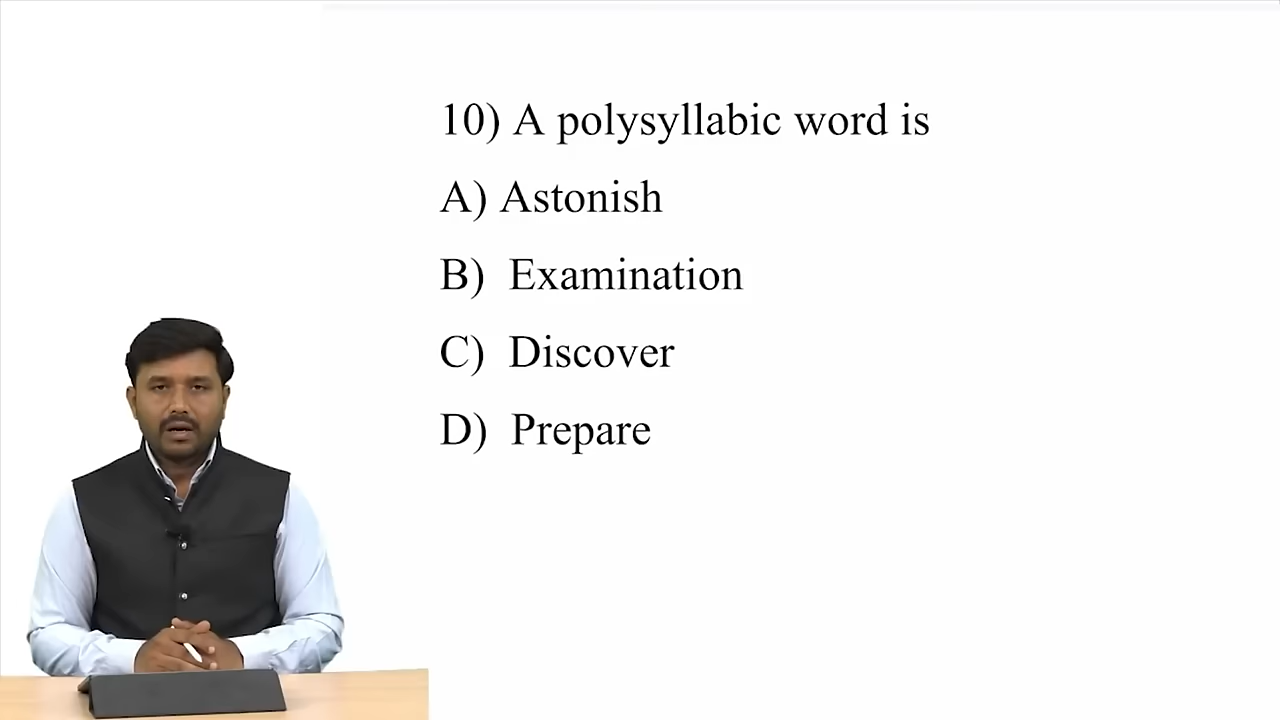 10) A polysyllabic word is
A) Astonish
B) Examination
C) Discover
D) Prepare